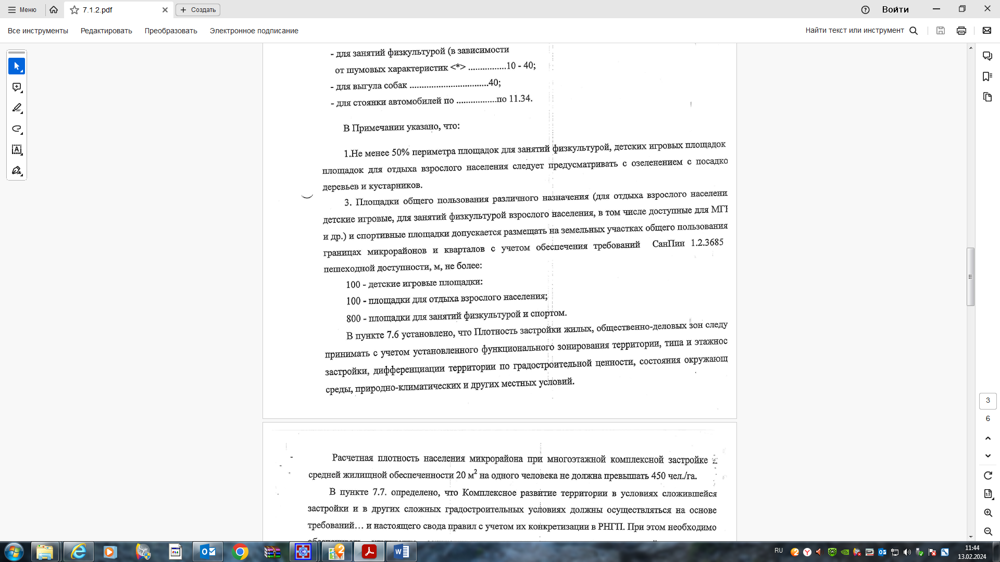 Меню
7.1.2.pdf
Создать
Войти
Все инструменты
Редактировать
Преобразовать
Электронное подписание
Найти текст или инструмент
- для занятий физкультурой (в зависимости
от шумовых характеристик <*> ................10 - 40;
- для выгула собак .................................40;
- для стоянки автомобилей по .................по 11.34.
В Примечании указано, что:
1.Не менее 50% периметра площадок для занятий физкультурой, детских игровых площадок
площадок для отдыха взрослого населения следует предусматривать с озеленением с посадко
деревьев и кустарников.
3. Площадки общего пользования различного назначения (для отдыха взрослого населени
детские игровые, для занятий физкультурой взрослого населения, в том числе доступные для МГН
и др.) и спортивные площадки допускается размещать на земельных участках общего пользования
границах микрорайонов и кварталов с учетом обеспечения требований СанПин 1.2.3685
пешеходной доступности, м, не более:
100 - детские игровые площадки:
100 - площадки для отдыха взрослого населения;
800 - площадки для занятий физкультурой и спортом.
В пункте 7.6 установлено, что Плотность застройки жилых, общественно-деловых зон следу
принимать с учетом установленного функционального зонирования территории, типа и этажнос
застройки, дифференциации территории по градостроительной ценности, состояния окружающ
среды, природно-климатических и других местных условий.
3
6
Расчетная плотность населения микрорайона при многоэтажной комплексной застройке
средней жилищной обеспеченности 20 м² на одного человека не должна превышать 450 чел./га.
В пункте 7.7. определено, что Комплексное развитие территории в условиях сложившейся
застройки и в других сложных градостроительных условиях должны осуществляться на основе
требований… и настоящего свода правил с учетом их конкретизации в РНГП. При этом необходимо
RU
11:44
13.02.2024